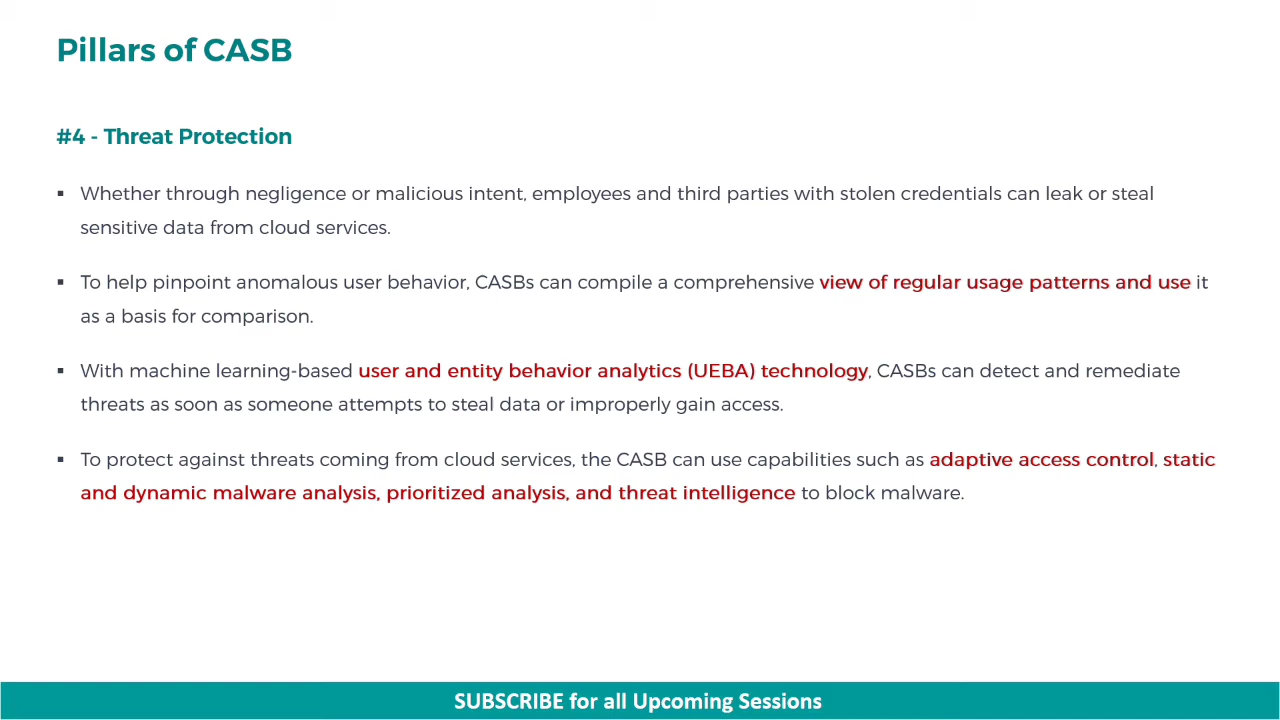 Pillars of CASB
#4 - Threat Protection
▪ Whether through negligence or malicious intent, employees and third parties with stolen credentials can leak or steal
sensitive data from cloud services.
▪ To help pinpoint anomalous user behavior, CASBs can compile a comprehensive view of regular usage patterns and use it
as a basis for comparison.
▪ With machine learning-based user and entity behavior analytics (UEBA) technology, CASBs can detect and remediate
threats as soon as someone attempts to steal data or improperly gain access.
▪ To protect against threats coming from cloud services, the CASB can use capabilities such as adaptive access control, static
and dynamic malware analysis, prioritized analysis, and threat intelligence to block malware.
SUBSCRIBE for all Upcoming Sessions